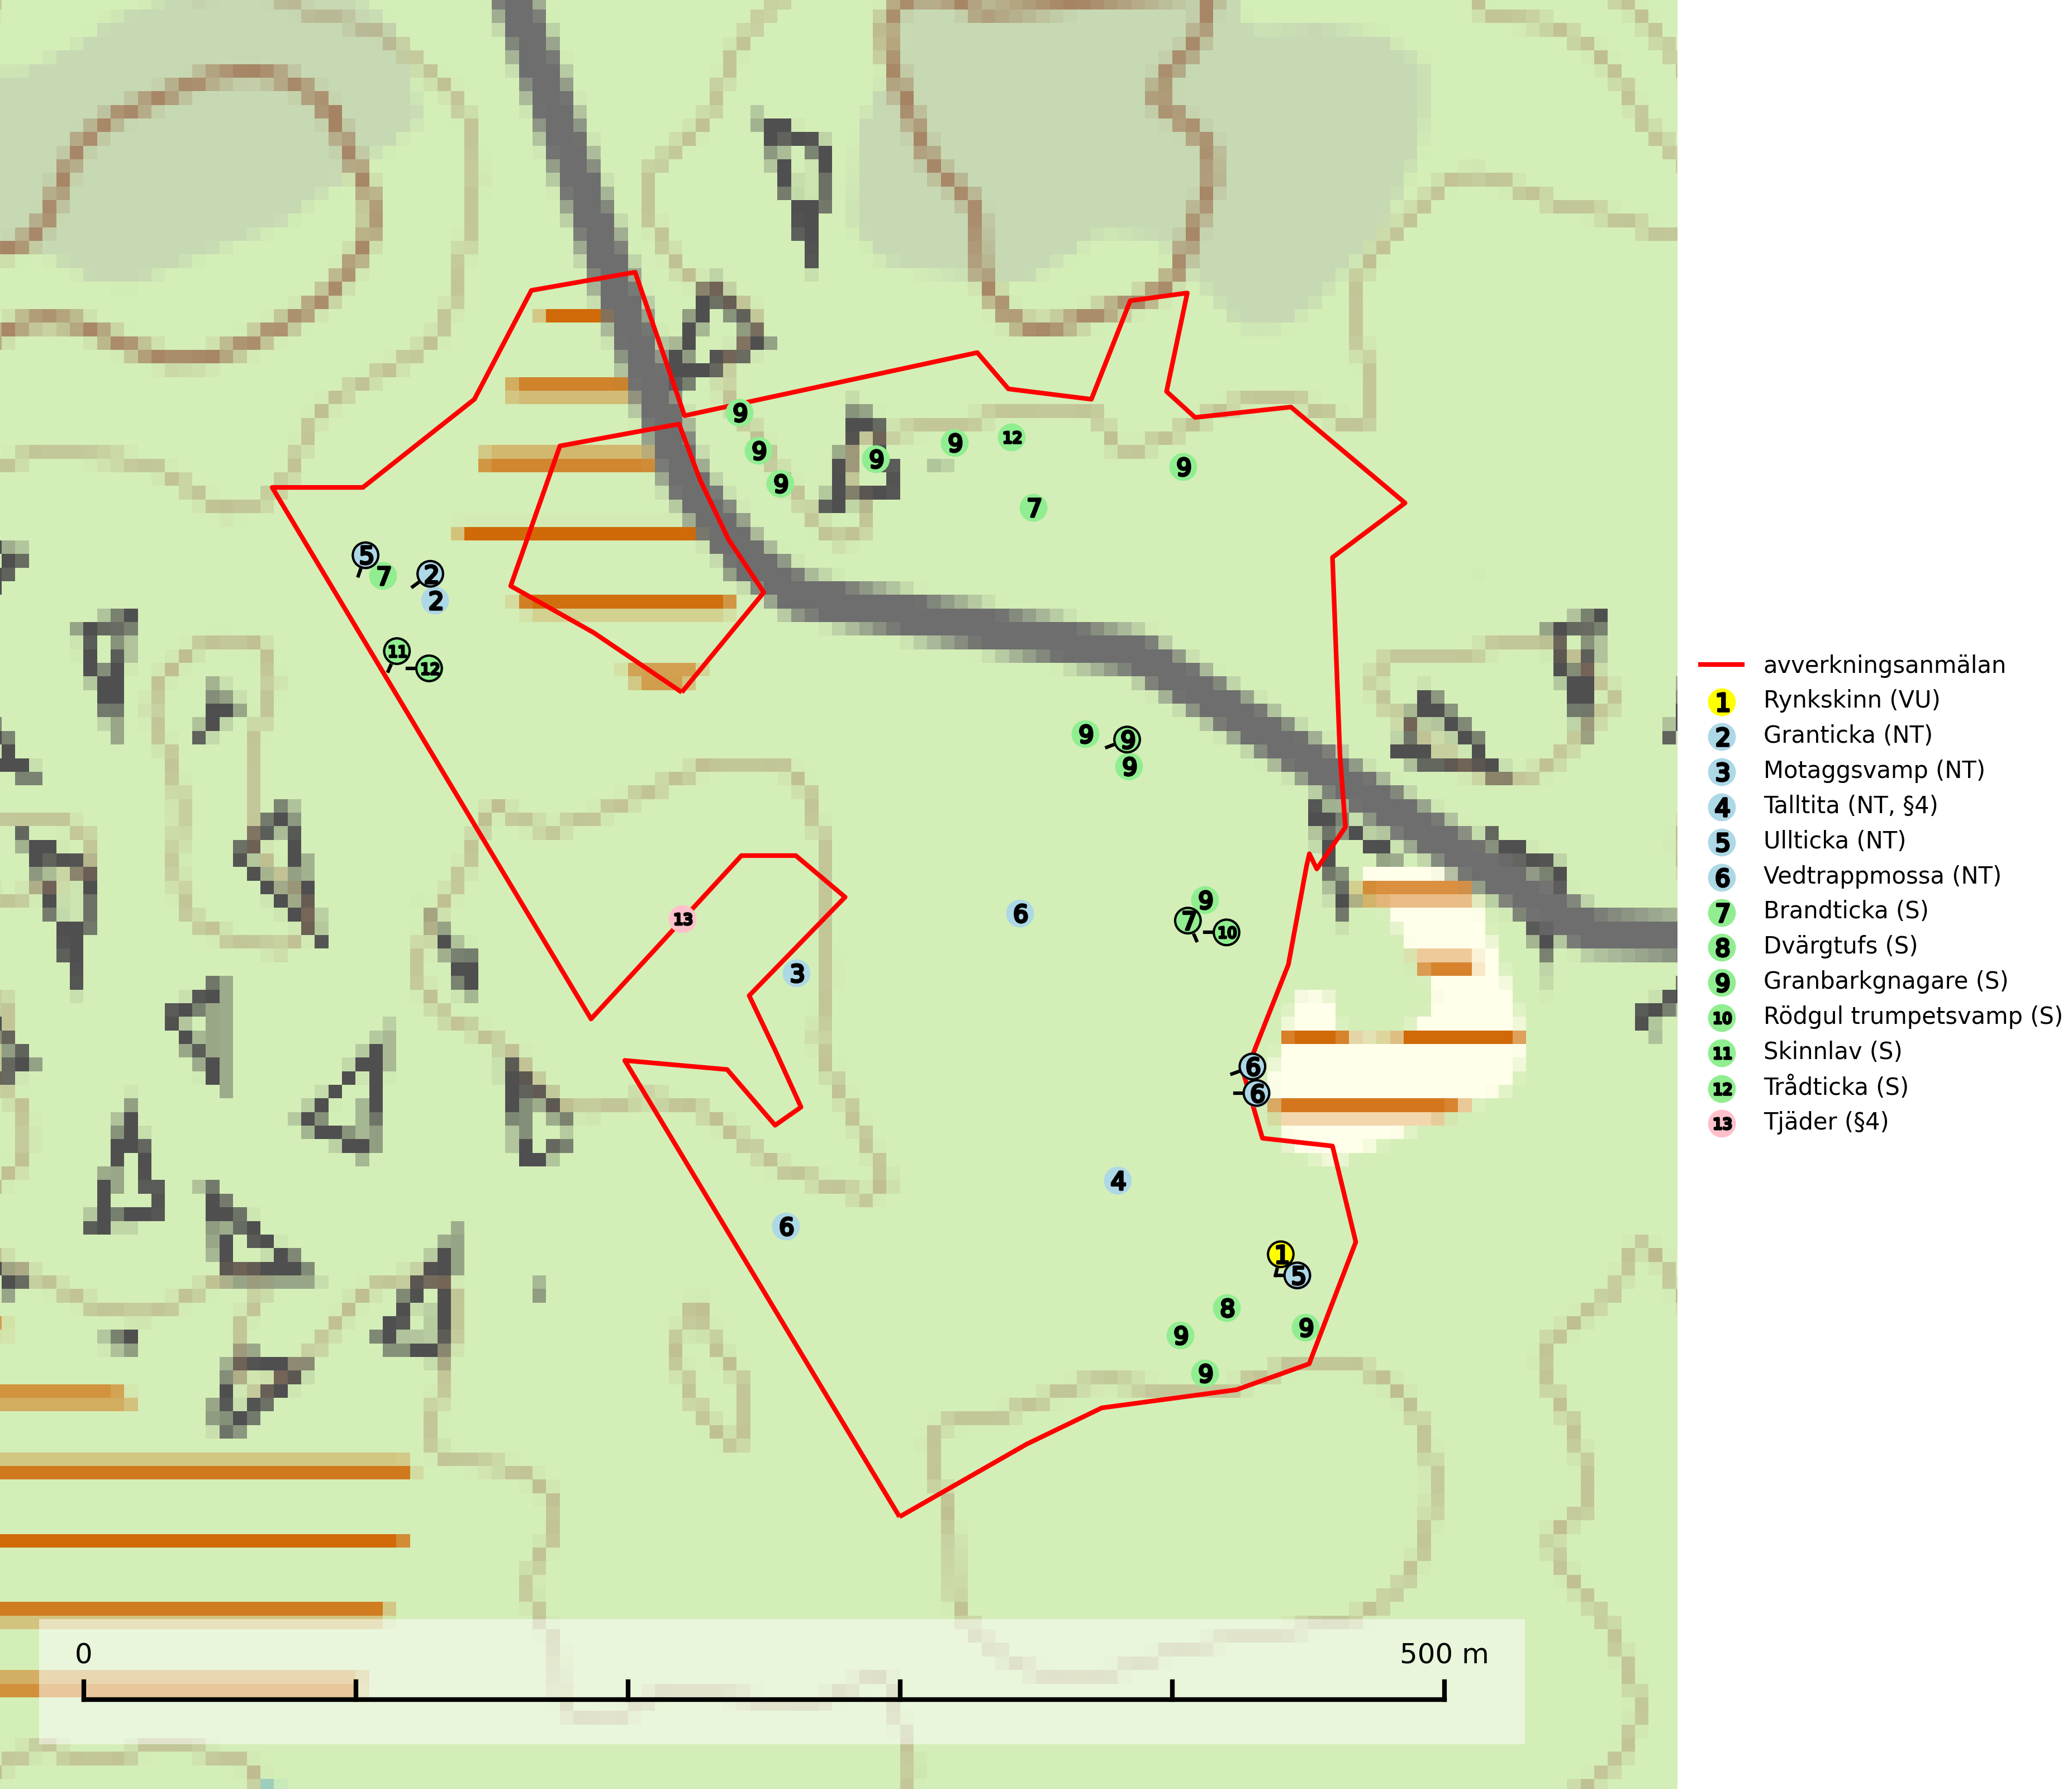 9
9
12
9
9
9
9
7
5
7
2
2
11
12
9
9
9
9
6
13
7
10
3
6
6
4
6
1
5
8
9
9
9
0
500 m
avverkningsanmälan
1 Rynkskinn (VU)
2 Granticka (NT)
3 Motaggsvamp (NT)
4 Talltita (NT, §4)
5 Ullticka (NT)
6 Vedtrappmossa (NT)
7 Brandticka (S)
8 Dvärgtufs (S)
9 Granbarkgnagare (S)
10 Rödgul trumpetsvamp (S)
11 Skinnlav (S)
12 Trådticka (S)
13 Tjäder (§4)